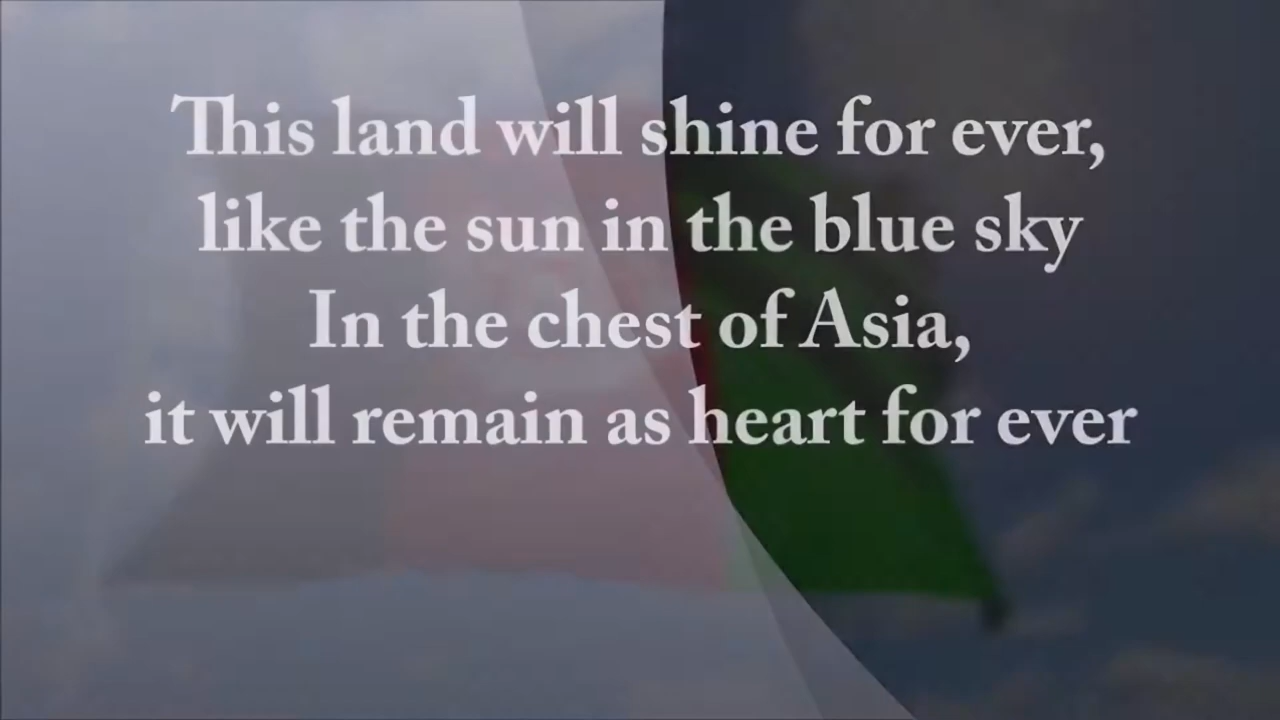 This land will shine for ever,
like the sun in the blue sky
In the chest of Asia,
it will remain as heart for ever